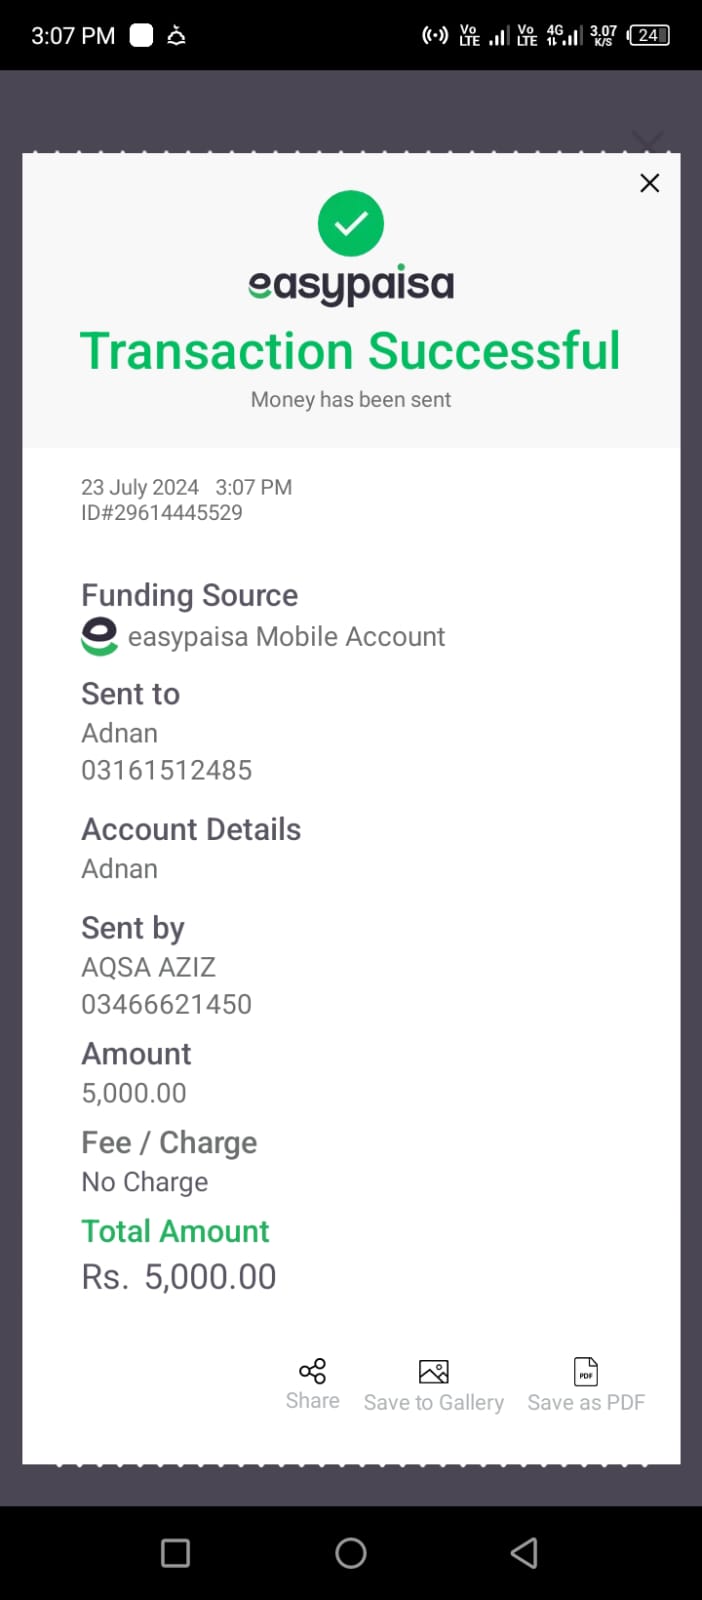 3:07 PM
Vo LTE Vo LTE 4G 3.07 K/S 24
easypaisa
Transaction Successful
Money has been sent
23 July 2024 3:07 PM
ID#29614445529
Funding Source
easypaisa Mobile Account
Sent to
Adnan
03161512485
Account Details
Adnan
Sent by
AQSA AZIZ
03466621450
Amount
5,000.00
Fee / Charge
No Charge
Total Amount
Rs. 5,000.00
PDF
Share Save to Gallery Save as PDF